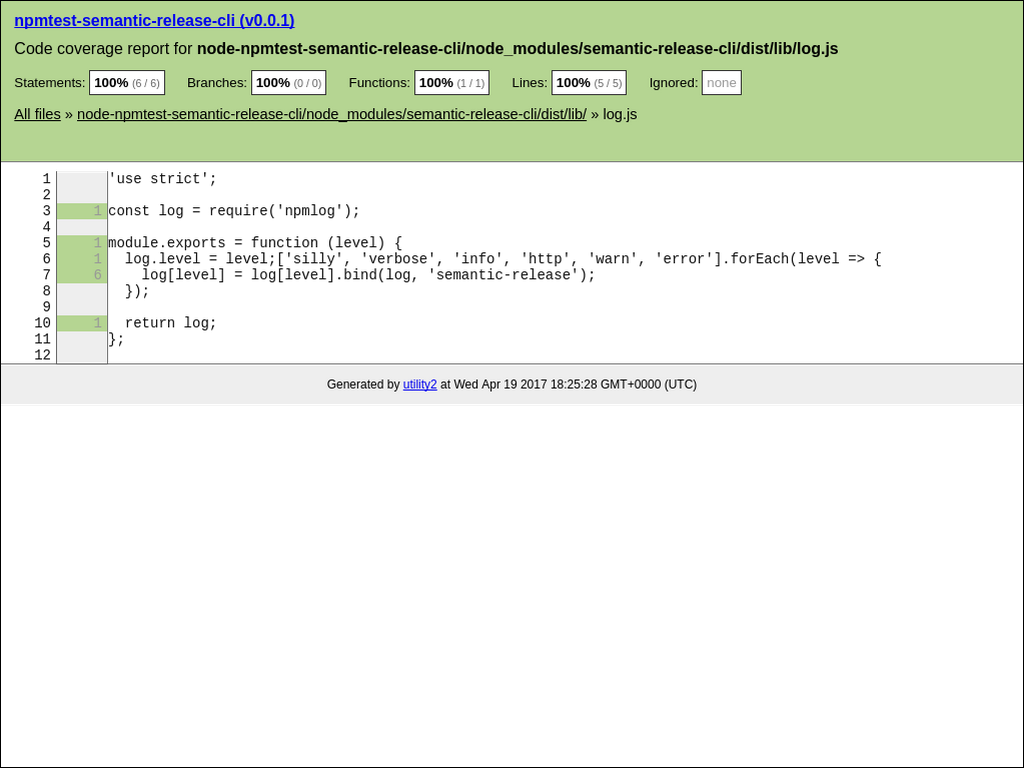 npmtest-semantic-release-cli (v0.0.1)
Code coverage report for node-npmtest-semantic-release-cli/node_modules/semantic-release-cli/dist/lib/log.js
Statements: 100% (6 / 6) Branches: 100% (0 / 0) Functions: 100% (1 / 1) Lines: 100% (5 / 5) Ignored: none
All files » node-npmtest-semantic-release-cli/node_modules/semantic-release-cli/dist/lib/ » log.js
1 'use strict';
2
3 1 const log = require('npmlog');
4
5 1 module.exports = function (level) {
6 1 log.level = level;['silly', 'verbose', 'info', 'http', 'warn', 'error'].forEach(level => {
7 6 log[level] = log[level].bind(log, 'semantic-release');
8 });
9
10 1 return log;
11 };
12
Generated by utility2 at Wed Apr 19 2017 18:25:28 GMT+0000 (UTC)